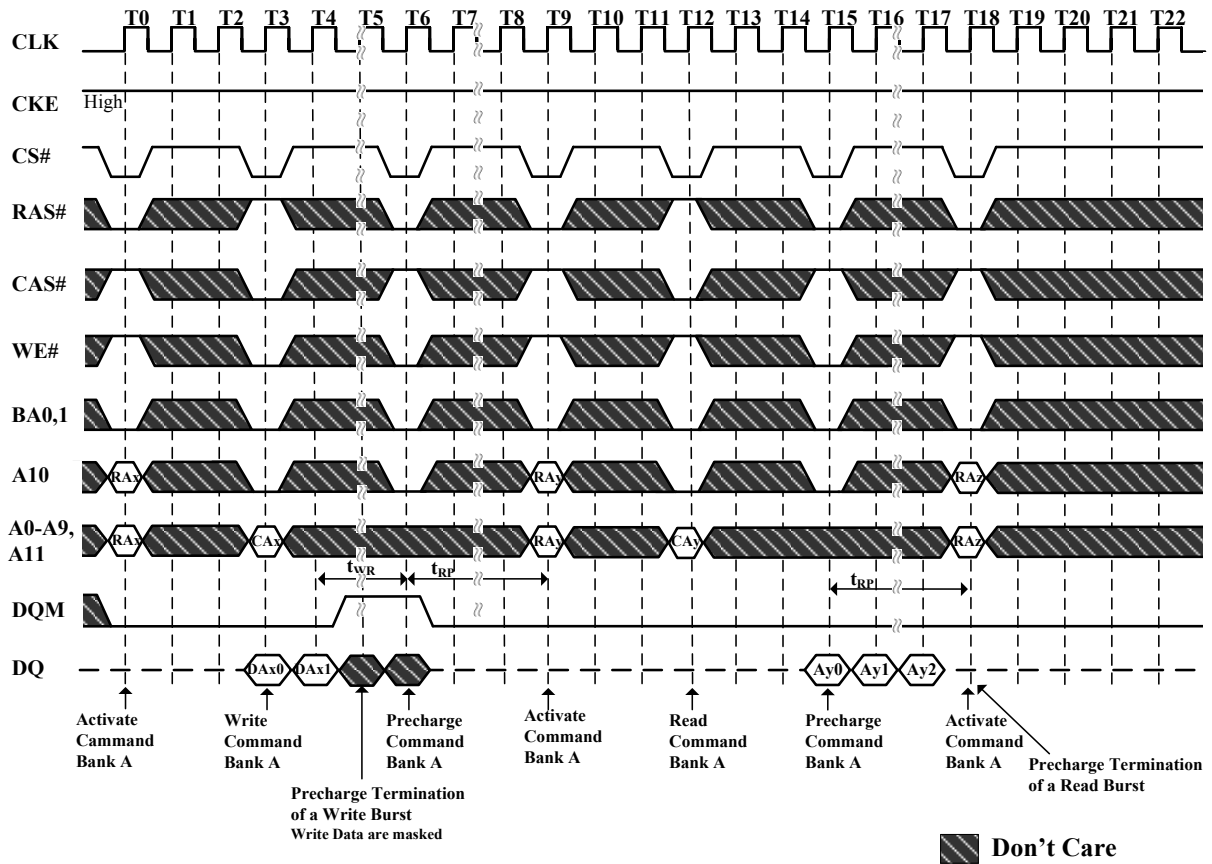 T0 T1 T2 T3 T4 T5 T6 T7 T8 T9 T10 T11 T12 T13 T14 T15 T16 T17 T18 T19 T20 T21 T22
CLK
CKE High
CS#
RAS#
CAS#
WE#
BA0,1
A10 RAx RAy RAz
A0-A9,
A11 RAx CAx RAy CAy RAz
tWR tRP tRP
DQM
DQ DAx0 DAx1 Ay0 Ay1 Ay2
Activate
Cammand
Bank A
Write
Command
Bank A
Precharge
Command
Bank A
Activate
Command
Bank A
Read
Command
Bank A
Precharge
Command
Bank A
Activate
Command
Bank A
Precharge Termination
of a Read Burst
Precharge Termination
of a Write Burst
Write Data are masked
Don't Care